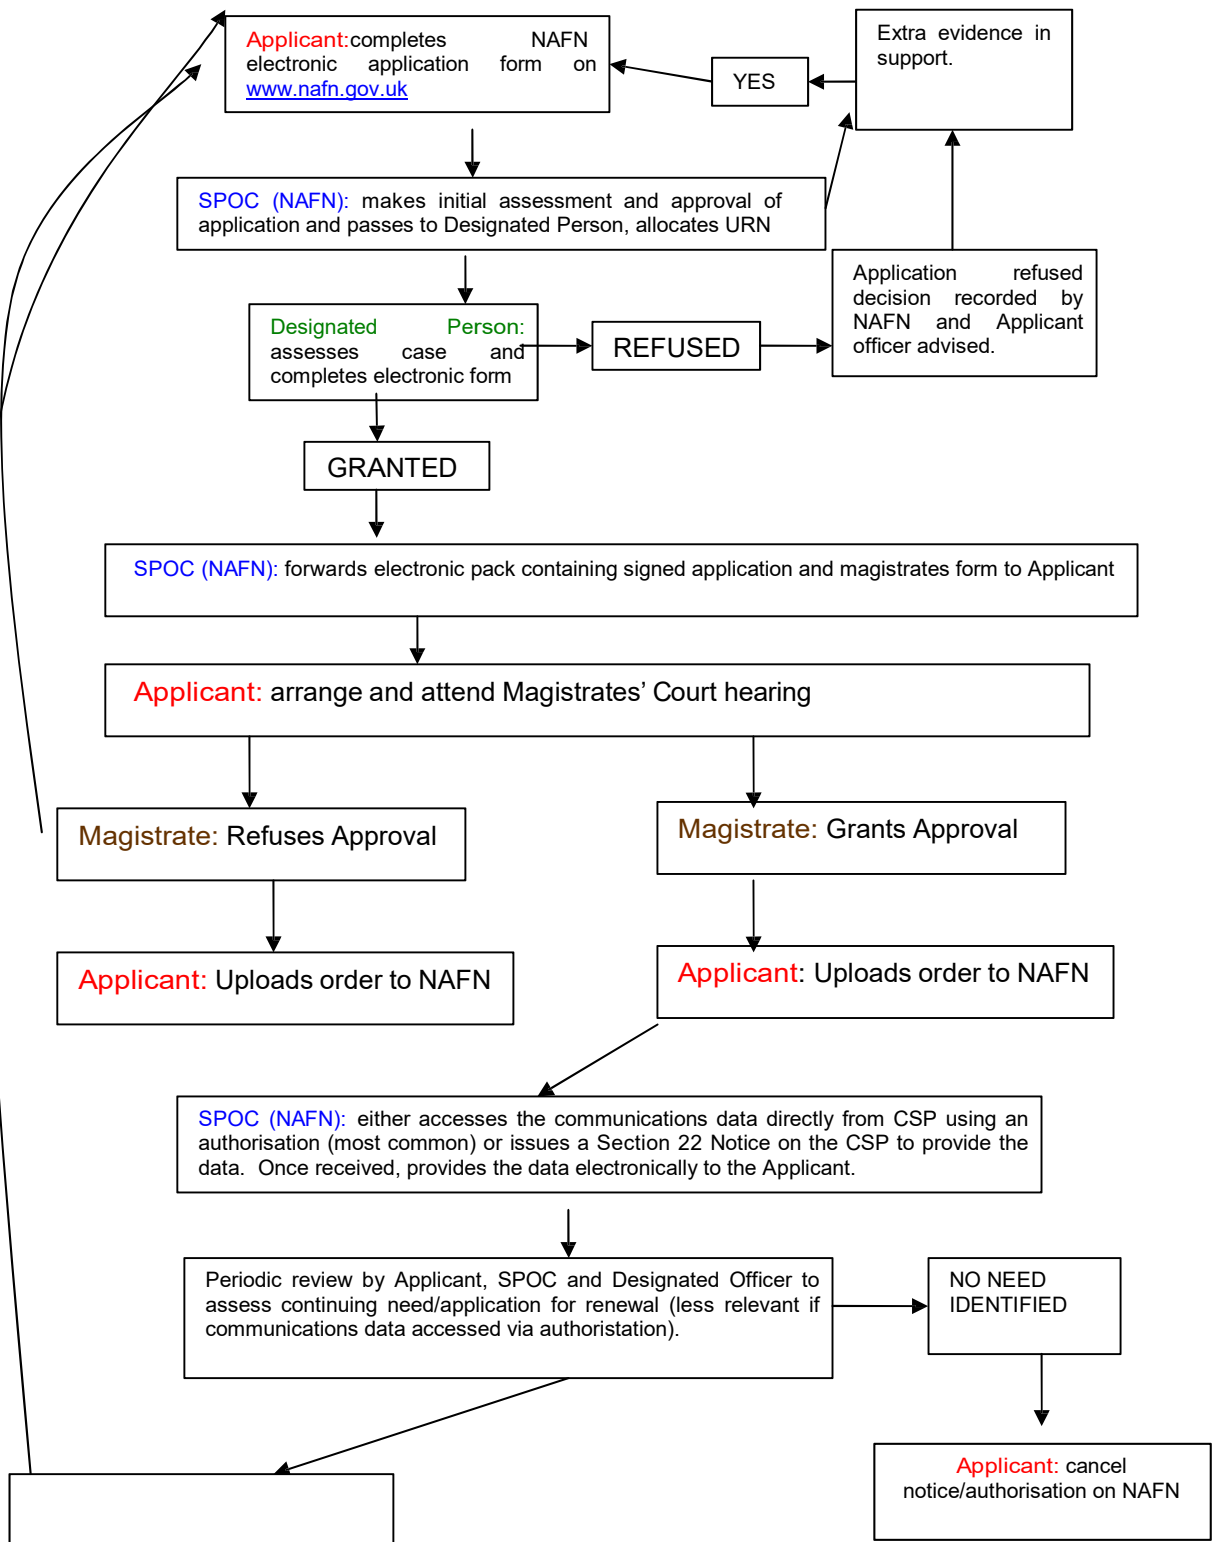 Applicant:completes NAFN
electronic application form on
www.nafn.gov.uk
YES
Extra evidence in
support.
SPOC (NAFN): makes initial assessment and approval of
application and passes to Designated Person, allocates URN
Designated Person:
assesses case and
completes electronic form
REFUSED
Application refused
decision recorded by
NAFN and Applicant
officer advised.
GRANTED
SPOC (NAFN): forwards electronic pack containing signed application and magistrates form to Applicant
Applicant: arrange and attend Magistrates’ Court hearing
Magistrate: Refuses Approval
Magistrate: Grants Approval
Applicant: Uploads order to NAFN
Applicant: Uploads order to NAFN
SPOC (NAFN): either accesses the communications data directly from CSP using an
authorisation (most common) or issues a Section 22 Notice on the CSP to provide the
data. Once received, provides the data electronically to the Applicant.
Periodic review by Applicant, SPOC and Designated Officer to
assess continuing need/application for renewal (less relevant if
communications data accessed via authoristation).
NO NEED
IDENTIFIED
Applicant: cancel
notice/authorisation on NAFN